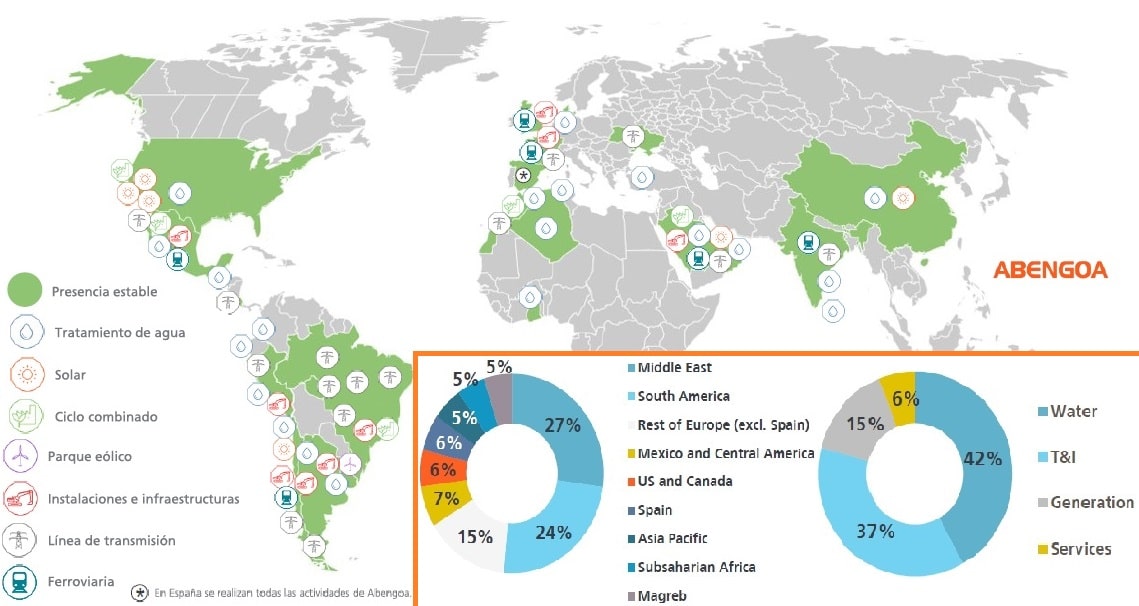 ABENGOA
Presencia estable
Tratamiento de agua
Solar
Ciclo combinado
Parque eólico
Instalaciones e infraestructuras
Línea de transmisión
Ferroviaria
* En España se realizan todas las actividades de Abengoa.
*
27%
24%
15%
7%
6%
6%
5%
5%
5%
Middle East
South America
Rest of Europe (excl. Spain)
Mexico and Central America
US and Canada
Spain
Asia Pacific
Subsaharian Africa
Magreb
42%
37%
15%
6%
Water
T&I
Generation
Services